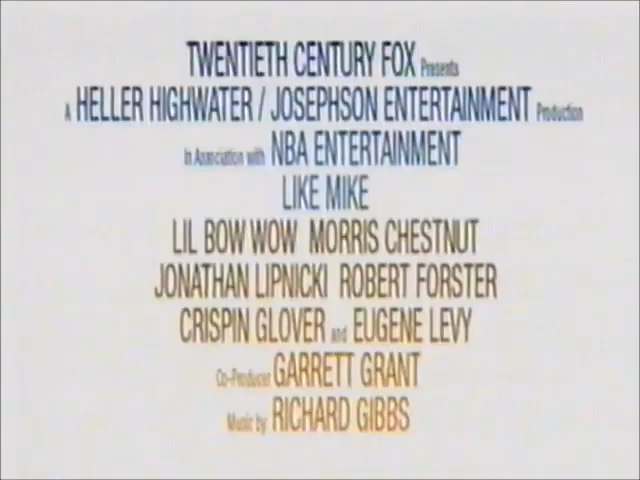 TWENTIETH CENTURY FOX Presents
A HELLER HIGHWATER / JOSEPHSON ENTERTAINMENT Production
In Association with NBA ENTERTAINMENT
LIKE MIKE
LIL BOW WOW MORRIS CHESTNUT
JONATHAN LIPNICKI ROBERT FORSTER
CRISPIN GLOVER and EUGENE LEVY
Co-Producer GARRETT GRANT
Music by RICHARD GIBBS